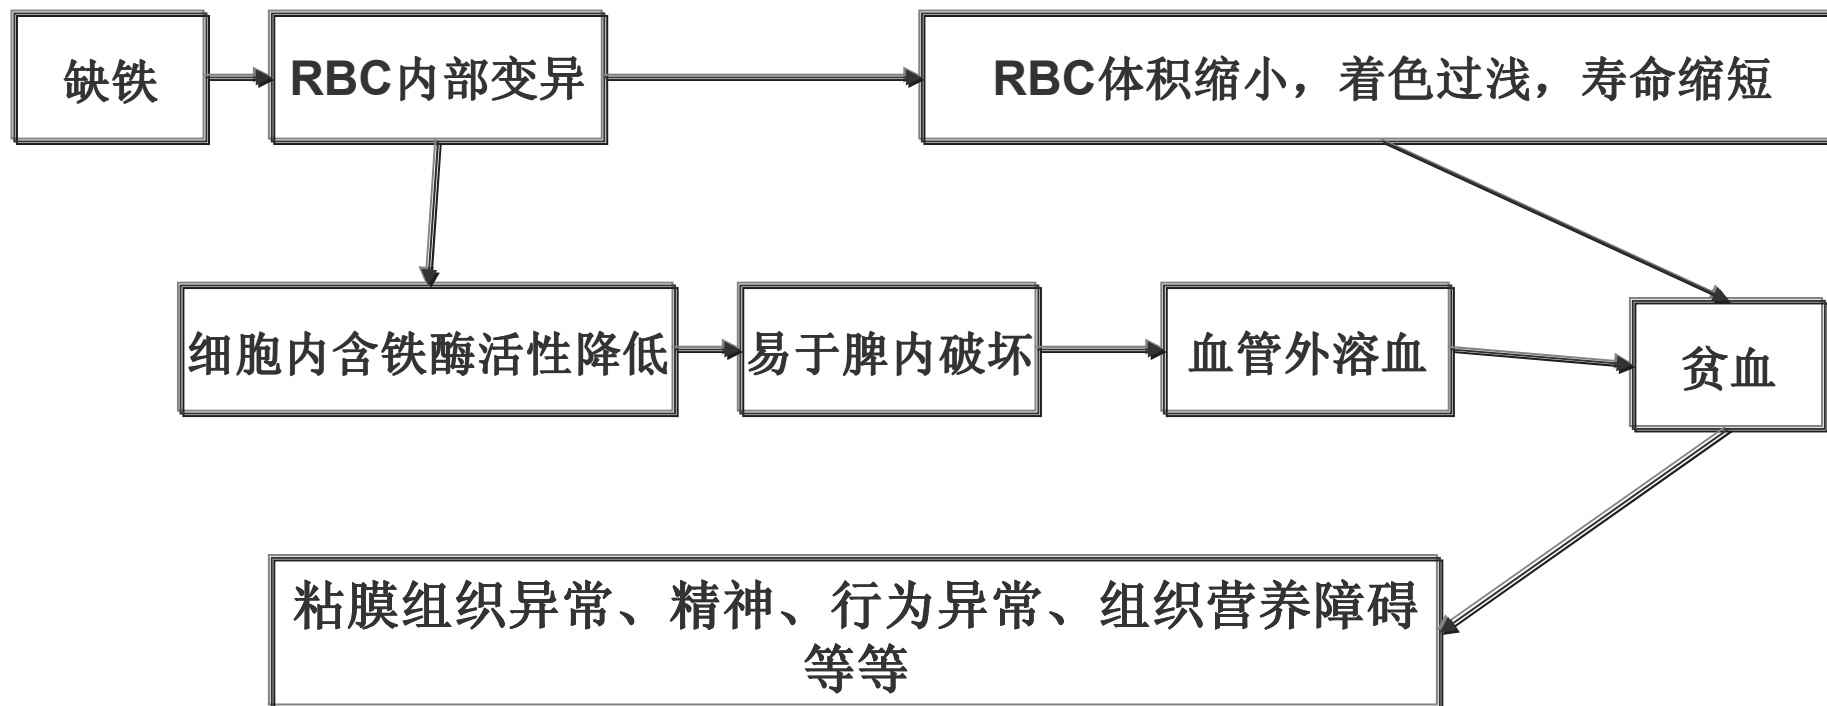 缺铁
RBC内部变异
RBC体积缩小，着色过浅，寿命缩短
细胞内含铁酶活性降低
易于脾内破坏
血管外溶血
贫血
粘膜组织异常、精神、行为异常、组织营养障碍
等等